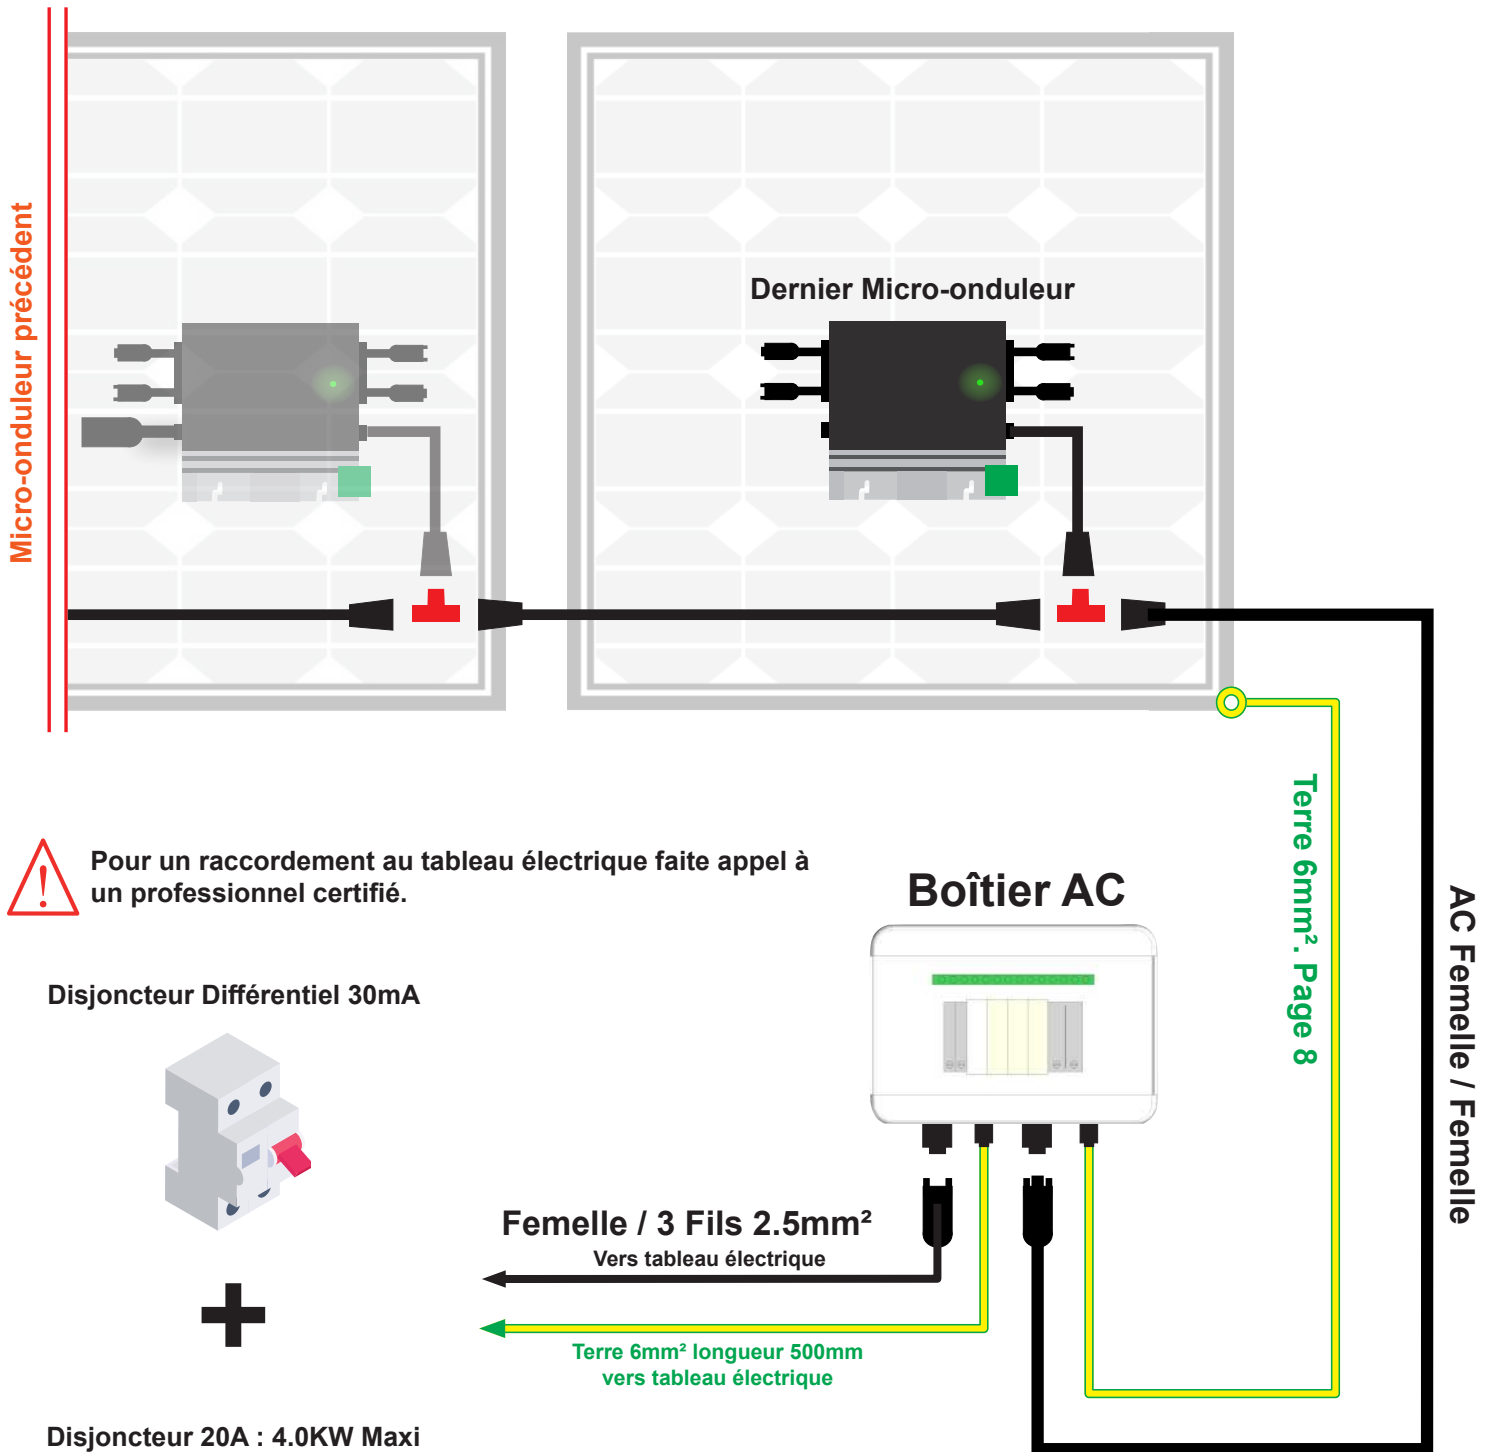 Micro-onduleur précédent
Dernier Micro-onduleur
Pour un raccordement au tableau électrique faite appel à
un professionnel certifié.
Boîtier AC
Terre 6mm². Page 8
AC Femelle / Femelle
Disjoncteur Différentiel 30mA
Femelle / 3 Fils 2.5mm²
Vers tableau électrique
Terre 6mm² longueur 500mm
vers tableau électrique
Disjoncteur 20A : 4.0KW Maxi